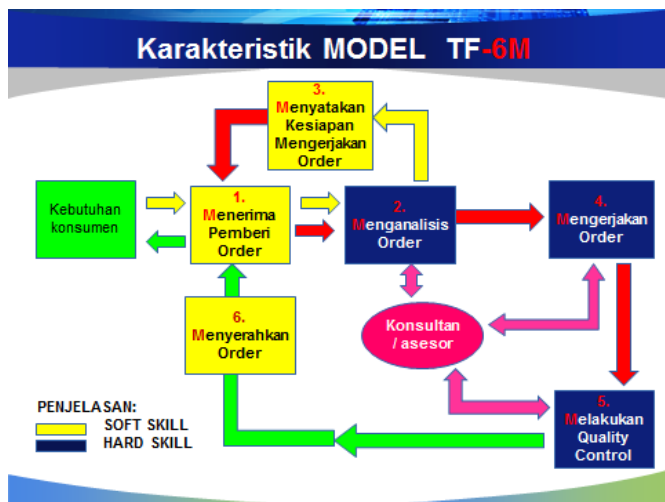 Karakteristik MODEL TF-6M
3.
Menyatakan
Kesiapan
Mengerjakan
Order
Kebutuhan
konsumen
1.
Menerima
Pemberi
Order
2.
Menganalisis
Order
4.
Mengerjakan
Order
6.
Menyerahkan
Order
Konsultan
/ asesor
5.
Melakukan
Quality
Control
PENJELASAN:
SOFT SKILL
HARD SKILL